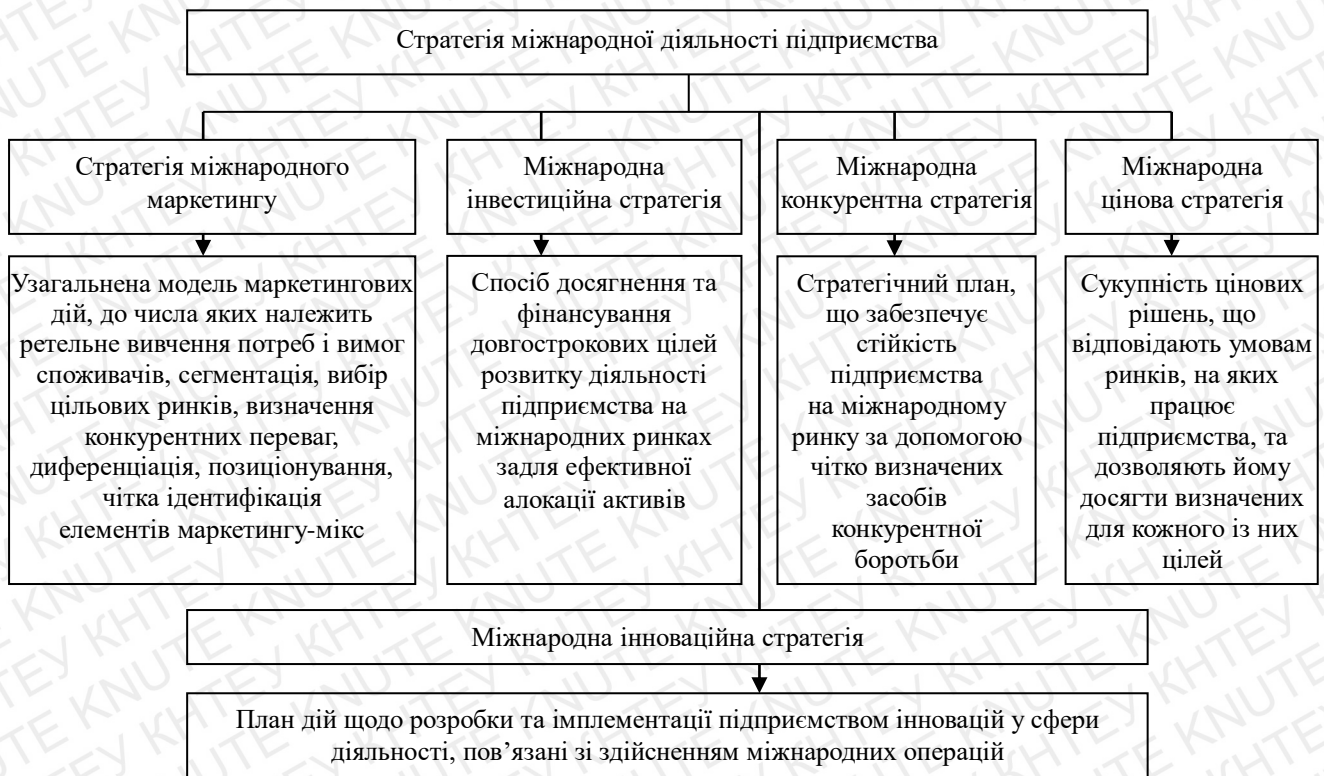 Стратегія міжнародної діяльності підприємства
Стратегія міжнародного
маркетингу
Міжнародна
інвестиційна стратегія
Міжнародна
конкурентна стратегія
Міжнародна
цінова стратегія
Узагальнена модель маркетингових
дій, до числа яких належить
ретельне вивчення потреб і вимог
споживачів, сегментація, вибір
цільових ринків, визначення
конкурентних переваг,
диференціація, позиціонування,
чітка ідентифікація
елементів маркетингу-мікс
Спосіб досягнення та
фінансування
довгострокових цілей
розвитку діяльності
підприємства на
міжнародних ринках
задля ефективної
алокації активів
Стратегічний план,
що забезпечує
стійкість
підприємства
на міжнародному
ринку за допомогою
чітко визначених
засобів
конкурентної
боротьби
Сукупність цінових
рішень, що
відповідають умовам
ринків, на яких
працює
підприємства, та
дозволяють йому
досягти визначених
для кожного із них
цілей
Міжнародна інноваційна стратегія
План дій щодо розробки та імплементації підприємством інновацій у сфери
діяльності, пов’язані зі здійсненням міжнародних операцій